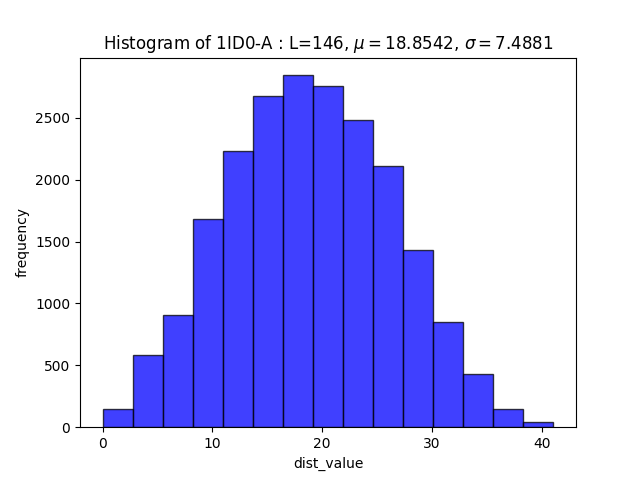 Histogram of 1ID0-A : L=146, μ = 18.8542, σ = 7.4881
2500
2000
1500
1000
500
0
frequency
0 10 20 30 40
dist_value